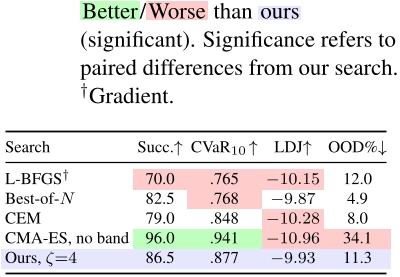 Better/Worse than ours
(significant). Significance refers to
paired differences from our search.
†Gradient.
Search Succ.↑ CVaR₁₀↑ LDJ↑ OOD%↓
L-BFGS† 70.0 .765 −10.15 12.0
Best-of-N 82.5 .768 −9.87 4.9
CEM 79.0 .848 −10.28 8.0
CMA-ES, no band 96.0 .941 −10.96 34.1
Ours, ζ=4 86.5 .877 −9.93 11.3